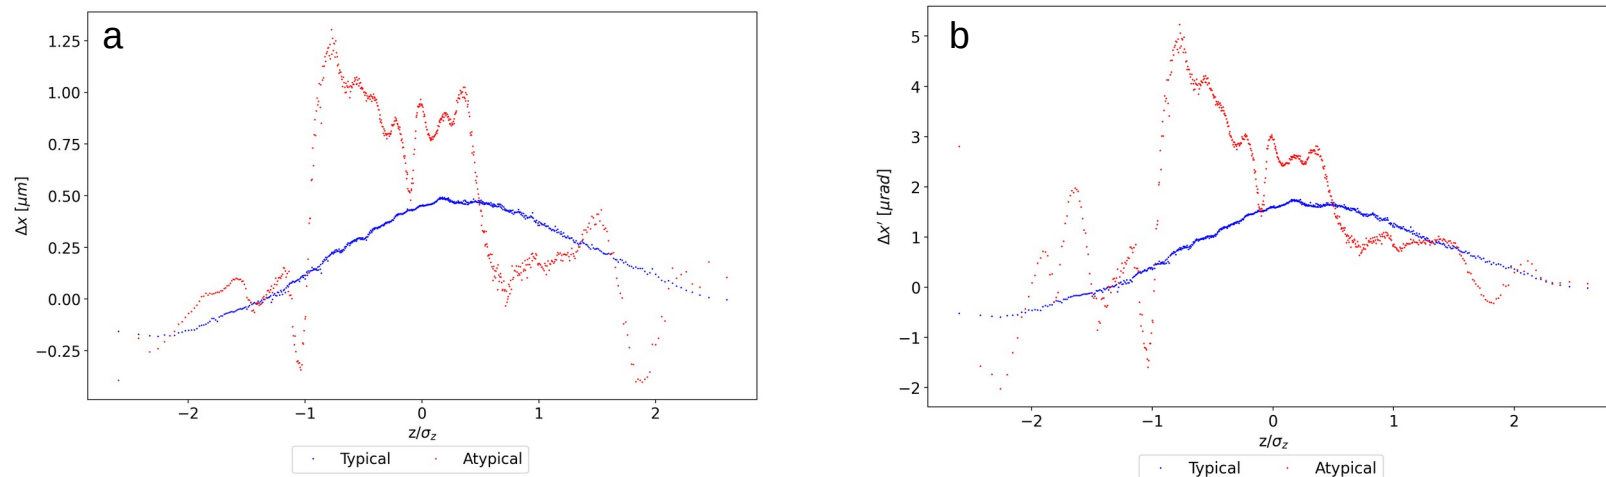 a
1.25
1.00
0.75
0.50
0.25
0.00
−0.25
Δx [μm]
−2 −1 0 1 2
z/σz
Typical Atypical
b
5
4
3
2
1
0
−1
−2
Δx′ [μrad]
−2 −1 0 1 2
z/σz
Typical Atypical